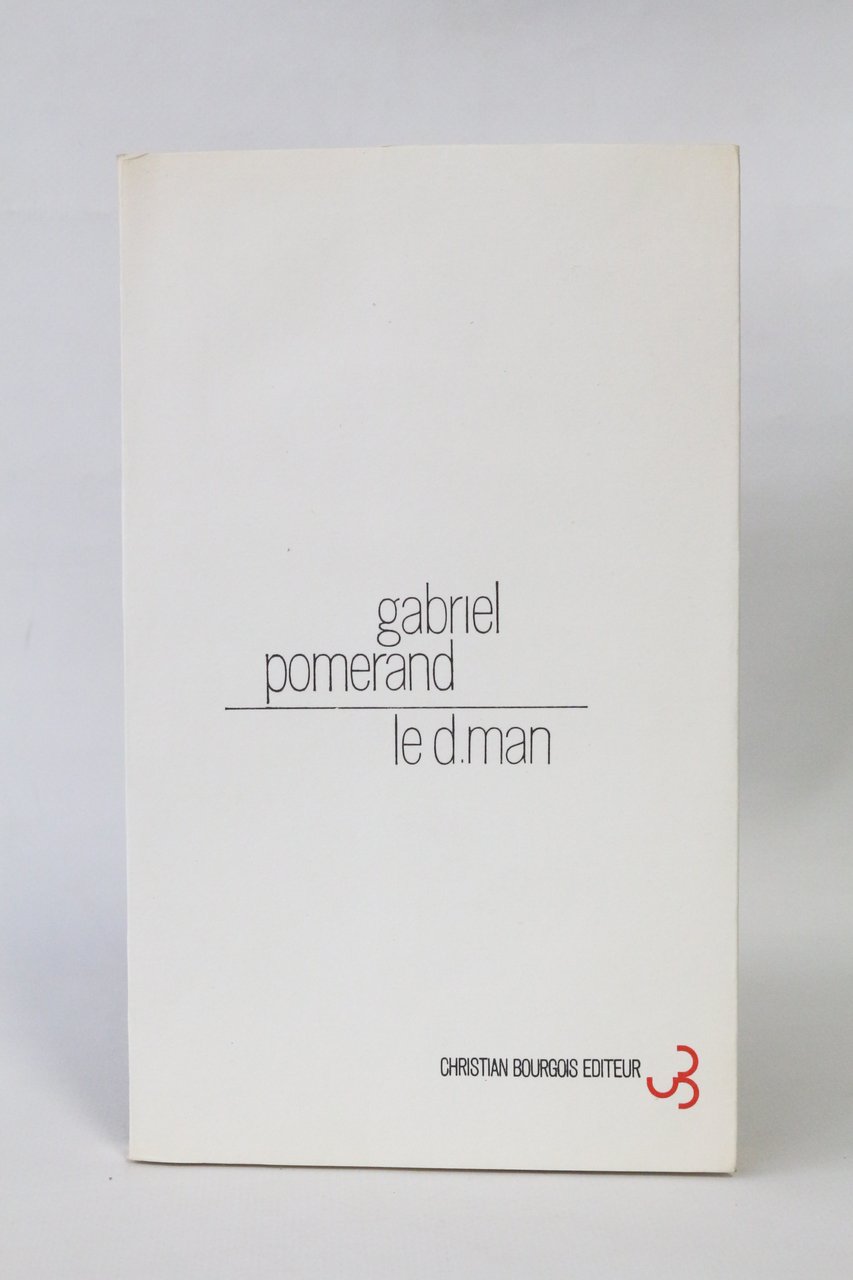 gabriel
pomerand
le d.man
CHRISTIAN BOURGOIS EDITEUR